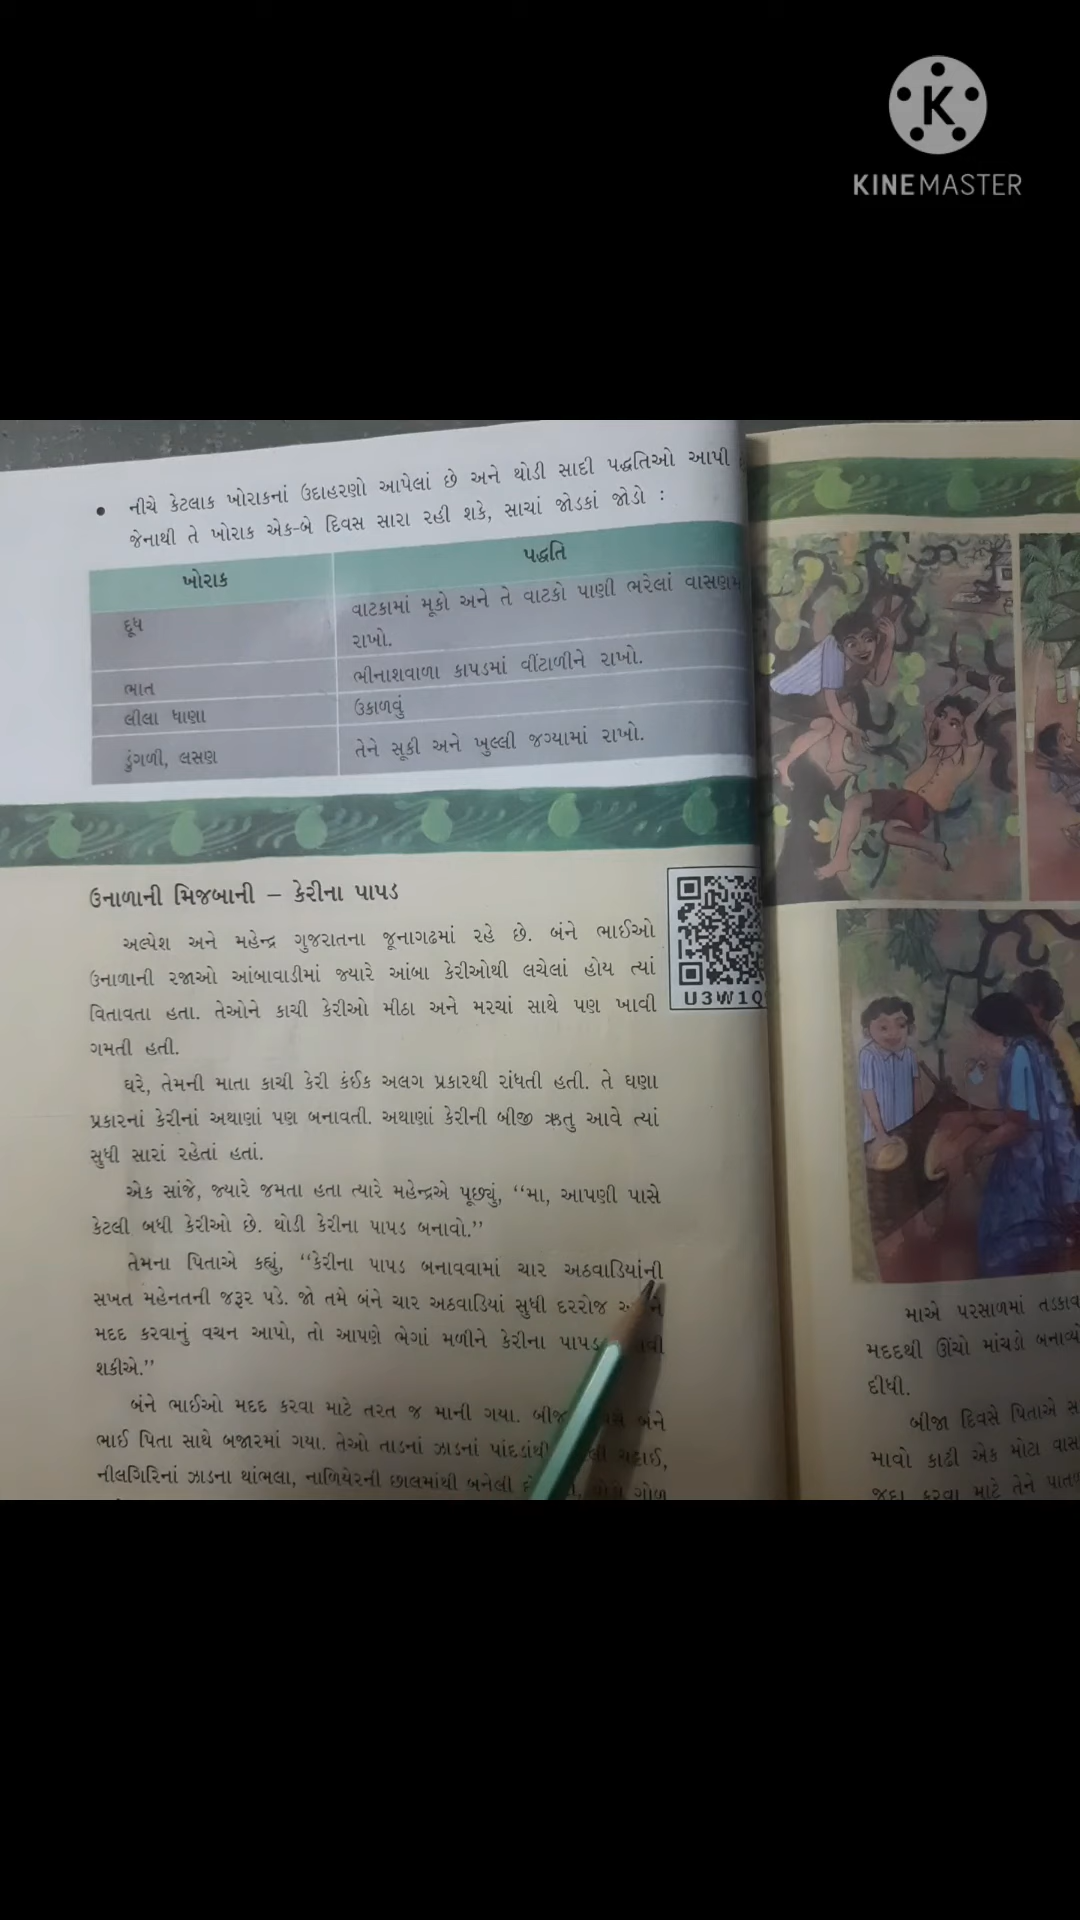 KINEMASTER
• નીચે કેટલાક ખોરાકનાં ઉદાહરણો આપેલાં છે અને થોડી સાદી પદ્ધતિઓ આપી
જેનાથી તે ખોરાક એક-બે દિવસ સારા રહી શકે, સાચાં જોડકાં જોડો :
ખોરાક પદ્ધતિ
દૂધ વાટકામાં મૂકો અને તે વાટકો પાણી ભરેલાં
રાખો.
ભાત ભીનાશવાળા કાપડમાં વીંટાળીને રાખો.
લીલા ધાણા ઉકાળવું
ડુંગળી, લસણ તેને સૂકી અને ખુલ્લી જગ્યામાં રાખો.
ઉનાળાની મિજબાની – કેરીના પાપડ
અલ્પેશ અને મહેન્દ્ર ગુજરાતના જૂનાગઢમાં રહે છે. બંને ભાઈઓ
ઉનાળાની રજાઓ આંબાવાડીમાં જ્યારે આંબા કેરીઓથી લચેલાં હોય ત્યાં
વિતાવતા હતા. તેઓને કાચી કેરીઓ મીઠા અને મરચાં સાથે પણ ખાવી
ગમતી હતી.
U3W1Q
ઘરે, તેમની માતા કાચી કેરી કંઈક અલગ પ્રકારથી રાંધતી હતી. તે ઘણા
પ્રકારનાં કેરીનાં અથાણાં પણ બનાવતી. અથાણાં કેરીની બીજી ઋતુ આવે ત્યાં
સુધી સારાં રહેતાં હતાં.
એક સાંજે, જ્યારે જમતા હતા ત્યારે મહેન્દ્રએ પૂછ્યું, “મા, આપણી પાસે
કેટલી બધી કેરીઓ છે. થોડી કેરીના પાપડ બનાવો.”
તેમના પિતાએ કહ્યું, “કેરીના પાપડ બનાવવામાં ચાર અઠવાડિયાંની
સખત મહેનતની જરૂર પડે. જો તમે બંને ચાર અઠવાડિયાં સુધી દરરોજ
મદદ કરવાનું વચન આપો, તો આપણે ભેગાં મળીને કેરીના પાપડ
શકીએ.”
બંને ભાઈઓ મદદ કરવા માટે તરત જ માની ગયા. બંને
ભાઈ પિતા સાથે બજારમાં ગયા. તેઓ તાડનાં ઝાડનાં પાંદડાંથી ચટ્ટાઈ,
નીલગિરિનાં ઝાડના થાંભલા, નાળિયેરની છાલમાંથી બનેલી ગોળ
માએ પરસાળમાં
મદદથી ઊંચો માંચડો
દીધી.
બીજા દિવસે પિતાએ
માવો કાઢી એક મોટા
જુદા કરવા માટે તેને